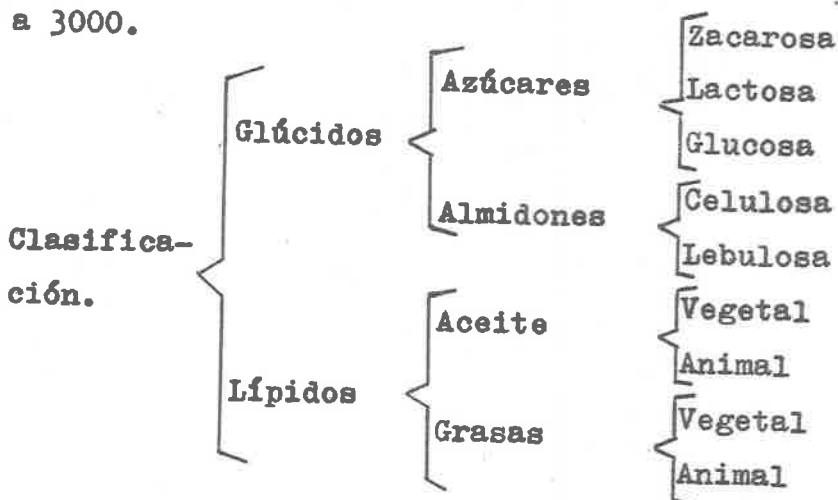 a 3000.
Zacarosa
Azúcares
Lactosa
Glúcidos
Glucosa
Almidones
Celulosa
Lebulosa
Clasifica-
ción.
Aceite
Vegetal
Animal
Lípidos
Grasas
Vegetal
Animal